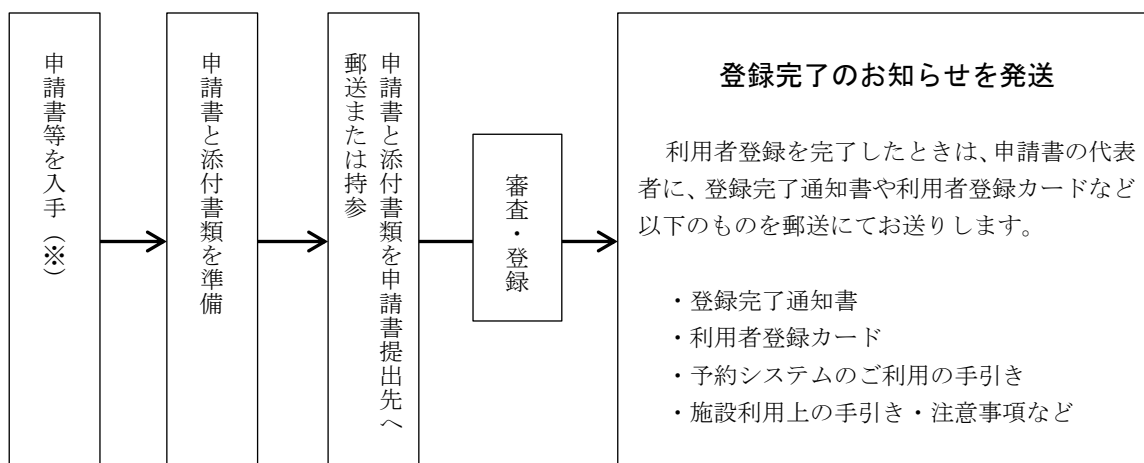 申請書等を入手（※）
申請書と添付書類を準備
申請書と添付書類を申請書提出先へ
郵送または持参
審査・登録
登録完了のお知らせを発送
利用者登録を完了したときは、申請書の代表
者に、登録完了通知書や利用者登録カードなど
以下のものを郵送にてお送りします。
・登録完了通知書
・利用者登録カード
・予約システムのご利用の手引き
・施設利用上の手引き・注意事項など